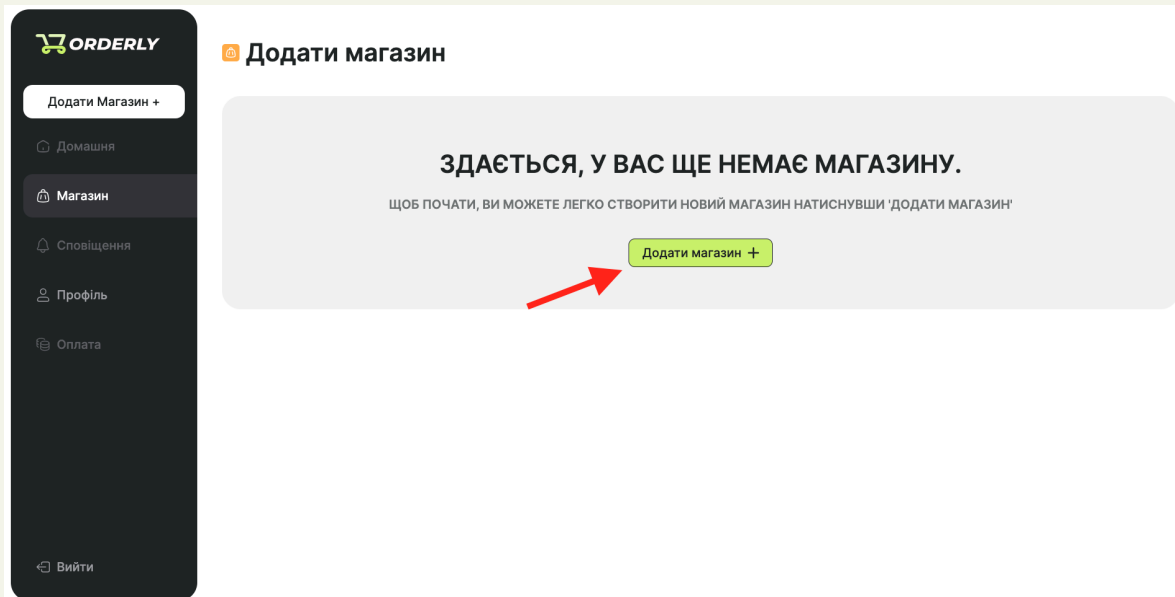 ORDERLY
Додати Магазин +
Домашня
Магазин
Сповіщення
Профіль
Оплата
Вийти
Додати магазин
ЗДАЄТЬСЯ, У ВАС ЩЕ НЕМАЄ МАГАЗИНУ.
ЩОБ ПОЧАТИ, ВИ МОЖЕТЕ ЛЕГКО СТВОРИТИ НОВИЙ МАГАЗИН НАТИСНУВШИ 'ДОДАТИ МАГАЗИН'
Додати магазин +